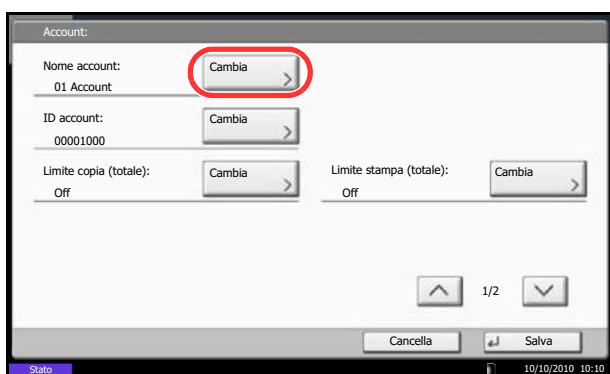 Account:
Nome account:
01 Account
Cambia
ID account:
00001000
Cambia
Limite copia (totale):
Off
Cambia
Limite stampa (totale):
Off
Cambia
1/2
Cancella
Salva
Stato
10/10/2010 10:10